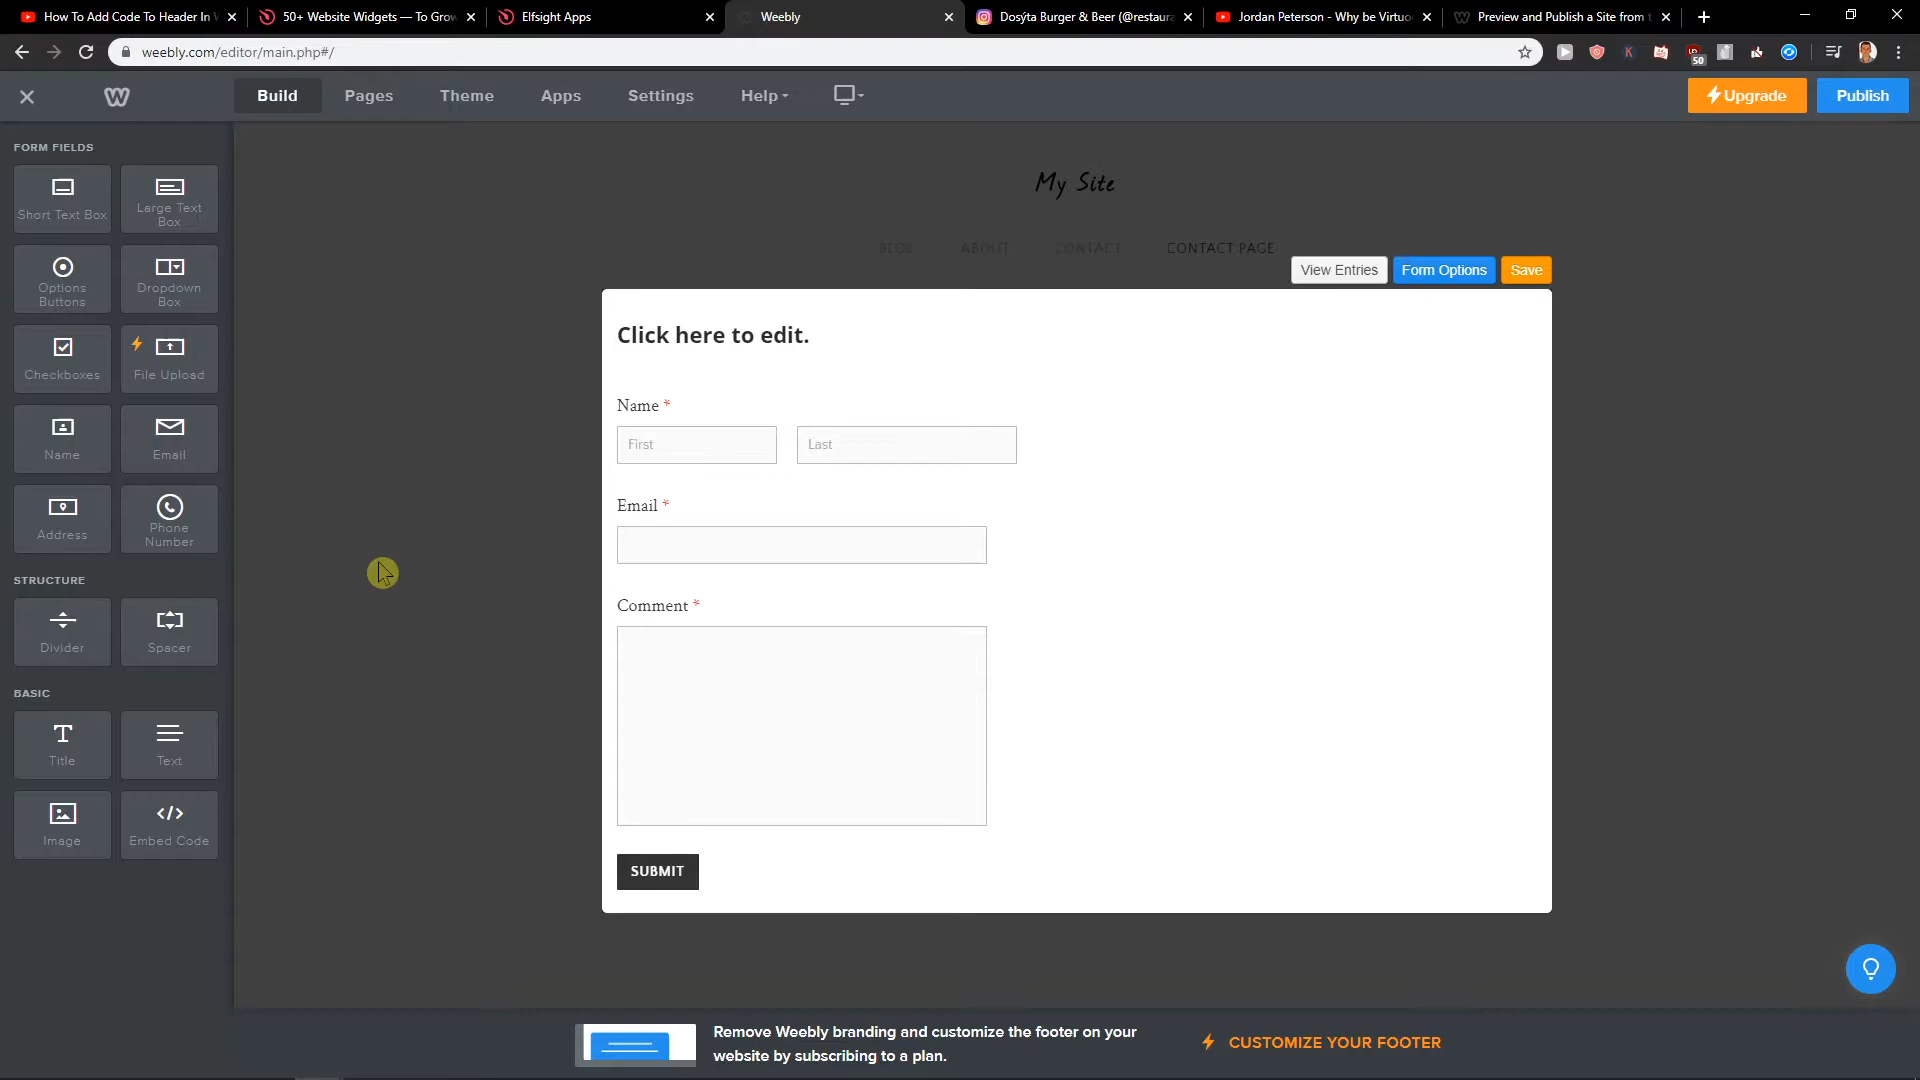 How To Add Code To Header In W
50+ Website Widgets — To Grow
Elfsight Apps
Weebly
Dosýta Burger & Beer (@restaura
Jordan Peterson - Why be Virtuo
Preview and Publish a Site from t
weebly.com/editor/main.php#/
50
Build
Pages
Theme
Apps
Settings
Help
Upgrade
Publish
FORM FIELDS
Short Text Box
Large Text
Box
Options
Buttons
Dropdown
Box
Checkboxes
File Upload
Name
Email
Address
Phone
Number
STRUCTURE
Divider
Spacer
BASIC
Title
Text
Image
Embed Code
My Site
BLOG
ABOUT
CONTACT
CONTACT PAGE
View Entries
Form Options
Save
Click here to edit.
Name *
First
Last
Email *
Comment *
SUBMIT
Remove Weebly branding and customize the footer on your
website by subscribing to a plan.
CUSTOMIZE YOUR FOOTER